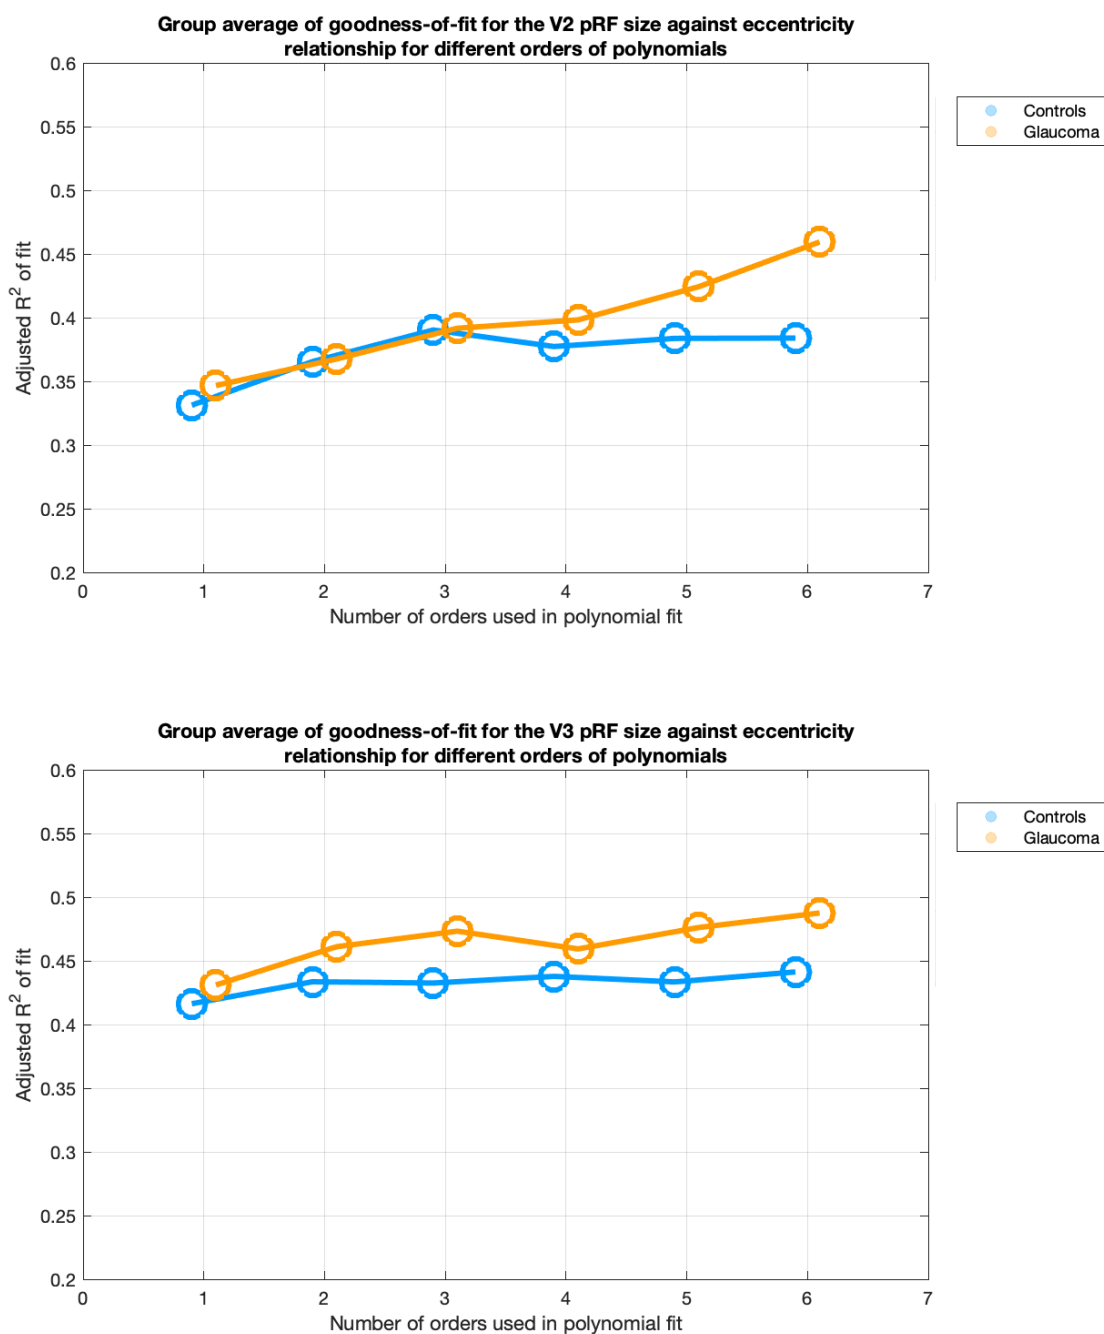 Group average of goodness-of-fit for the V2 pRF size against eccentricity
relationship for different orders of polynomials
0.6
0.55
0.5
0.45
0.4
0.35
0.3
0.25
0.2
Adjusted R² of fit
0 1 2 3 4 5 6 7
Number of orders used in polynomial fit
Controls
Glaucoma
Group average of goodness-of-fit for the V3 pRF size against eccentricity
relationship for different orders of polynomials
0.6
0.55
0.5
0.45
0.4
0.35
0.3
0.25
0.2
Adjusted R² of fit
0 1 2 3 4 5 6 7
Number of orders used in polynomial fit
Controls
Glaucoma